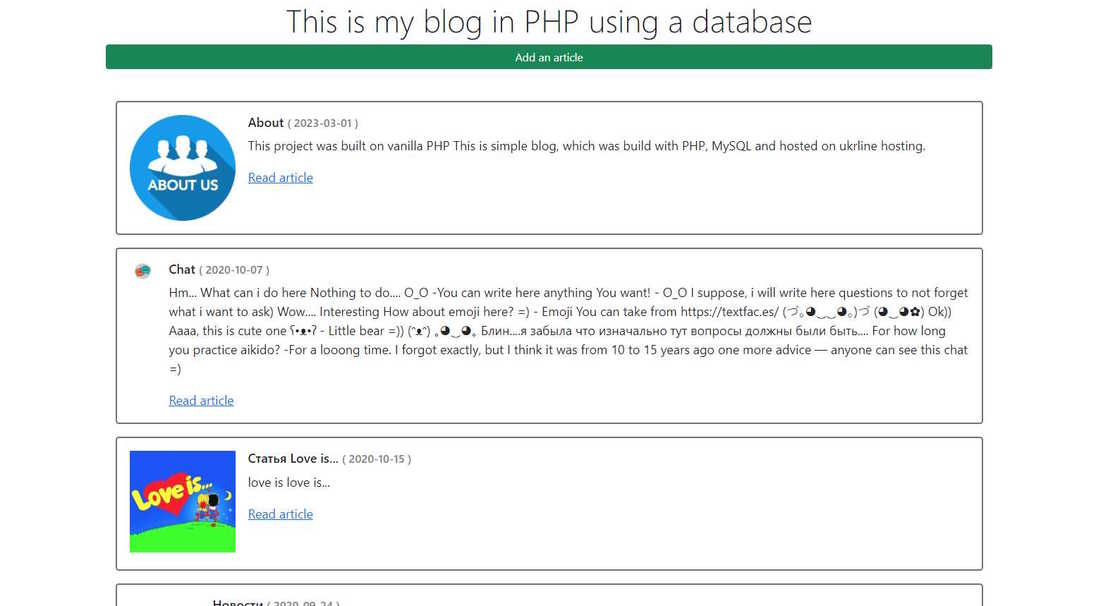 This is my blog in PHP using a database
Add an article
ABOUT US
About ( 2023-03-01 )
This project was built on vanilla PHP This is simple blog, which was build with PHP, MySQL and hosted on ukrline hosting.
Read article
Chat ( 2020-10-07 )
Hm... What can i do here Nothing to do.... O_O -You can write here anything You want! - O_O I suppose, i will write here questions to not forget
what i want to ask) Wow.... Interesting How about emoji here? =) - Emoji You can take from https://textfac.es/ (づ｡◕‿‿◕｡)づ (◕‿◕✿) Ok))
Aaaa, this is cute one ʕ•ᴥ•ʔ - Little bear =)) (ᵔᴥᵔ) ｡◕‿◕｡ Блин....я забыла что изначально тут вопросы должны были быть.... For how long
you practice aikido? -For a looong time. I forgot exactly, but I think it was from 10 to 15 years ago one more advice — anyone can see this chat
=)
Read article
Love is...
Статья Love is... ( 2020-10-15 )
love is love is...
Read article
Новости ( 2020-09-24 )